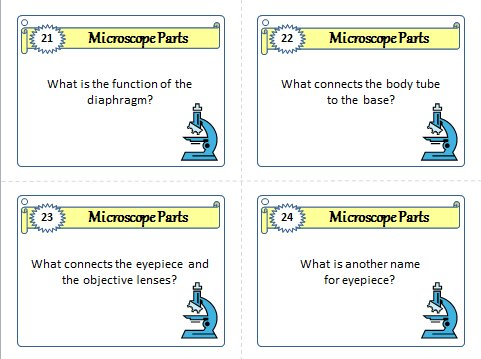 21 Microscope Parts
What is the function of the
diaphragm?
22 Microscope Parts
What connects the body tube
to the base?
23 Microscope Parts
What connects the eyepiece and
the objective lenses?
24 Microscope Parts
What is another name
for eyepiece?